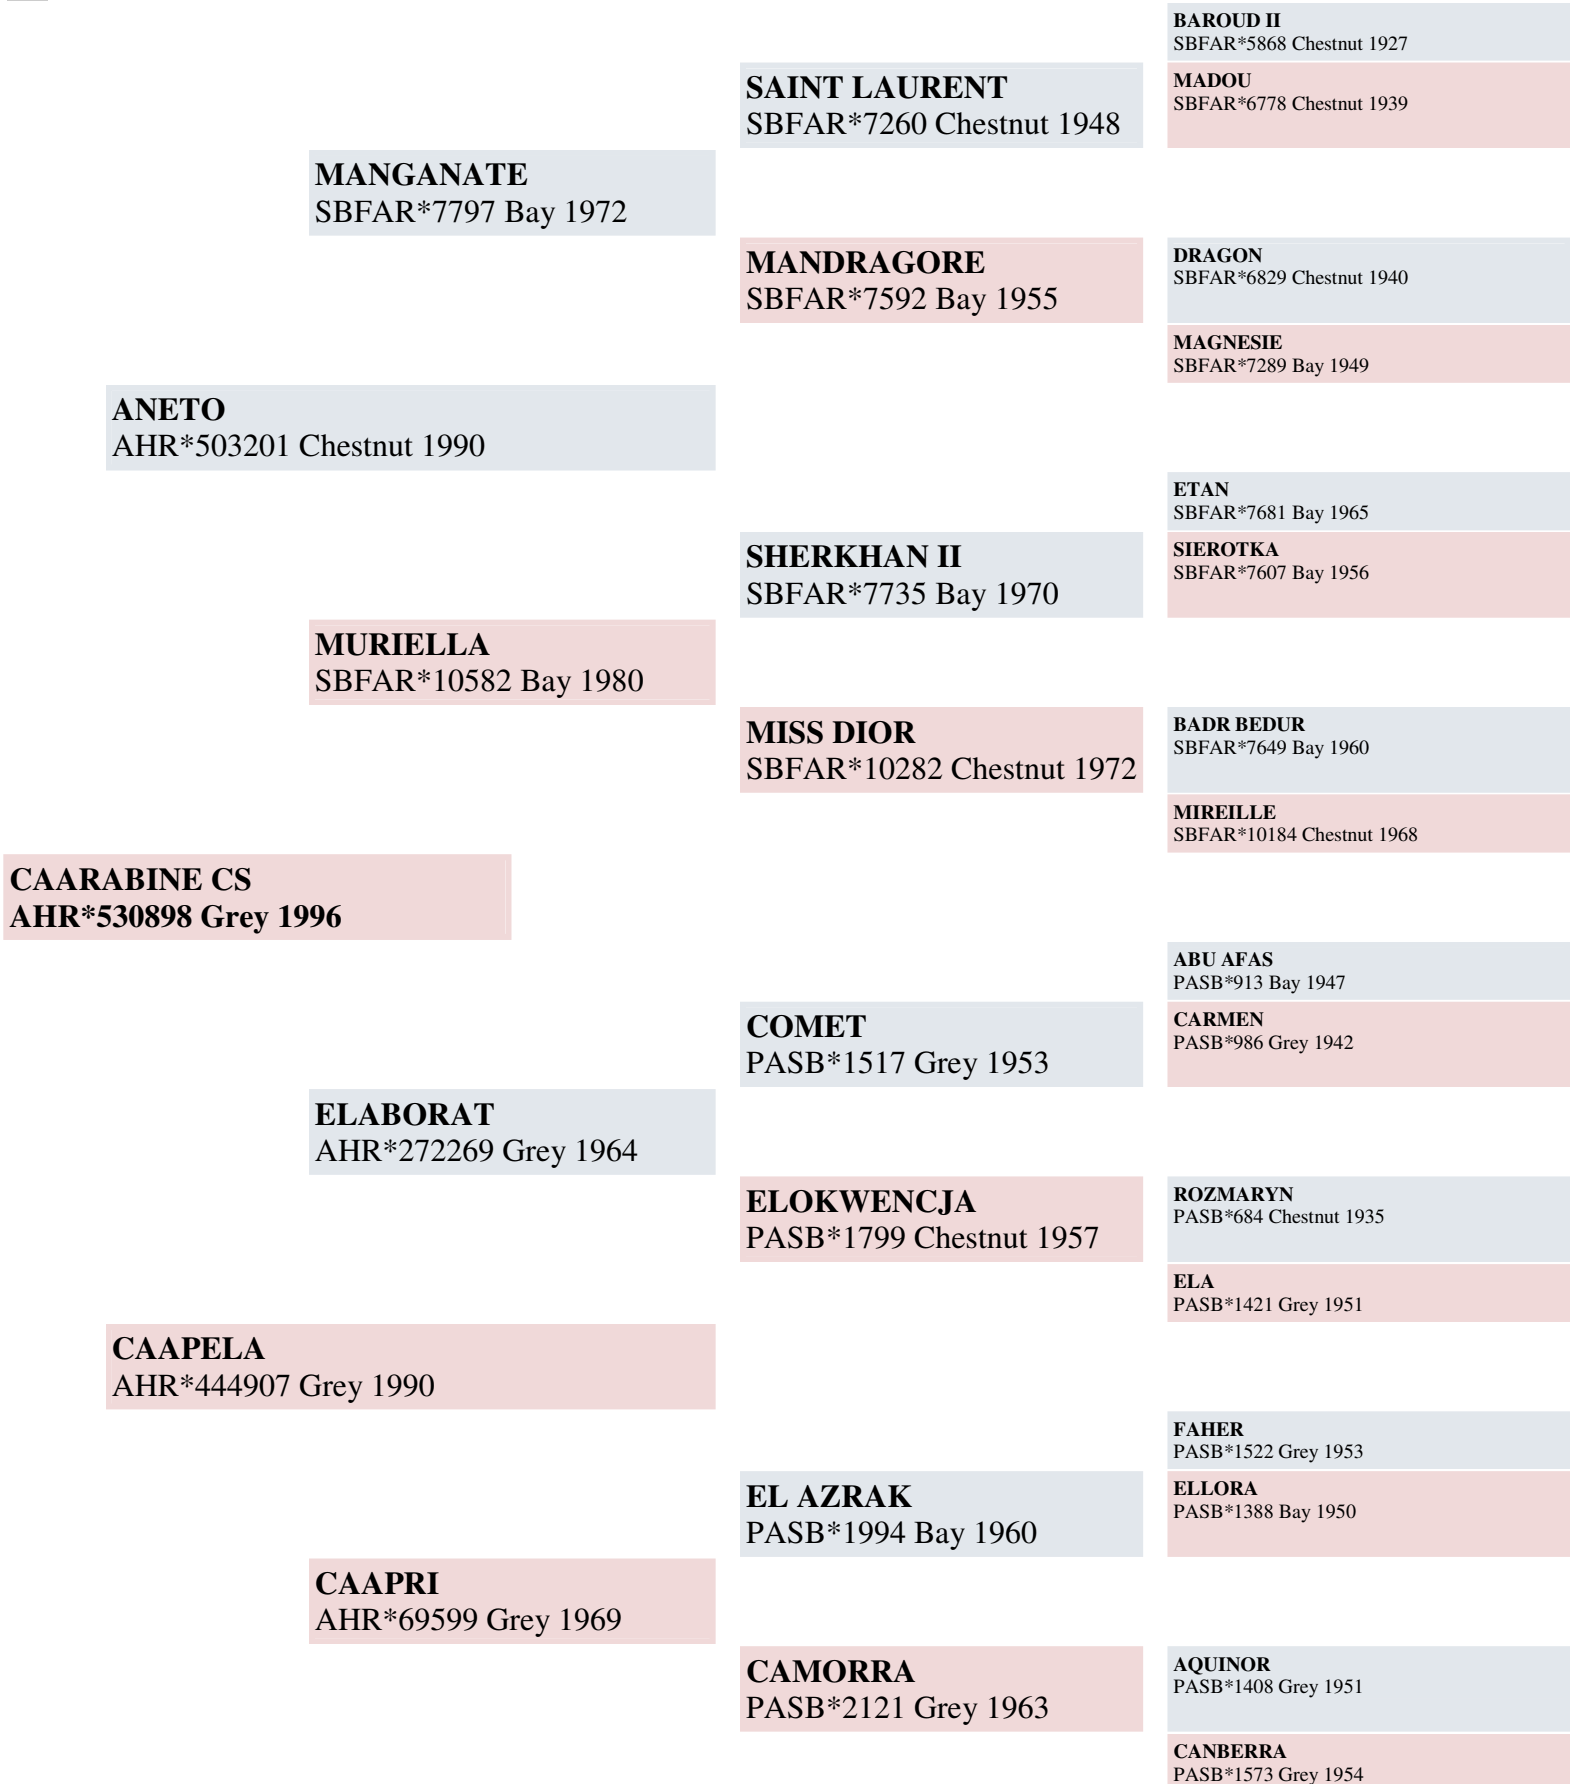 BAROUD II
SBFAR*5868 Chestnut 1927
SAINT LAURENT
SBFAR*7260 Chestnut 1948
MADOU
SBFAR*6778 Chestnut 1939
MANGANATE
SBFAR*7797 Bay 1972
MANDRAGORE
SBFAR*7592 Bay 1955
DRAGON
SBFAR*6829 Chestnut 1940
MAGNESIE
SBFAR*7289 Bay 1949
ANETO
AHR*503201 Chestnut 1990
ETAN
SBFAR*7681 Bay 1965
SHERKHAN II
SBFAR*7735 Bay 1970
SIEROTKA
SBFAR*7607 Bay 1956
MURIELLA
SBFAR*10582 Bay 1980
MISS DIOR
SBFAR*10282 Chestnut 1972
BADR BEDUR
SBFAR*7649 Bay 1960
MIREILLE
SBFAR*10184 Chestnut 1968
CAARABINE CS
AHR*530898 Grey 1996
ABU AFAS
PASB*913 Bay 1947
COMET
PASB*1517 Grey 1953
CARMEN
PASB*986 Grey 1942
ELABORAT
AHR*272269 Grey 1964
ELOKWENCJA
PASB*1799 Chestnut 1957
ROZMARYN
PASB*684 Chestnut 1935
ELA
PASB*1421 Grey 1951
CAAPELA
AHR*444907 Grey 1990
FAHER
PASB*1522 Grey 1953
EL AZRAK
PASB*1994 Bay 1960
ELLORA
PASB*1388 Bay 1950
CAAPRI
AHR*69599 Grey 1969
CAMORRA
PASB*2121 Grey 1963
AQUINOR
PASB*1408 Grey 1951
CANBERRA
PASB*1573 Grey 1954